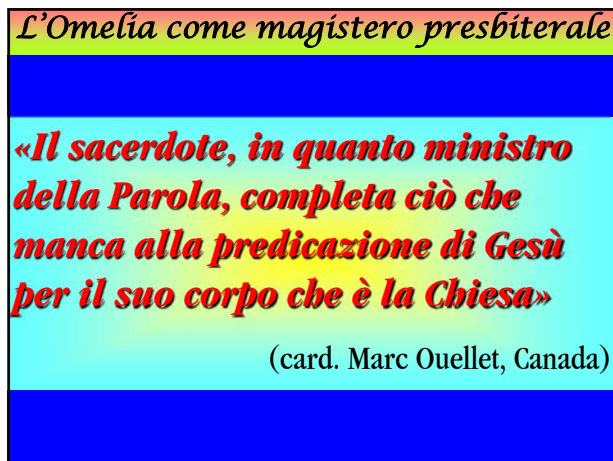 L'Omelia come magistero presbiterale
«Il sacerdote, in quanto ministro
della Parola, completa ciò che
manca alla predicazione di Gesù
per il suo corpo che è la Chiesa»
(card. Marc Ouellet, Canada)